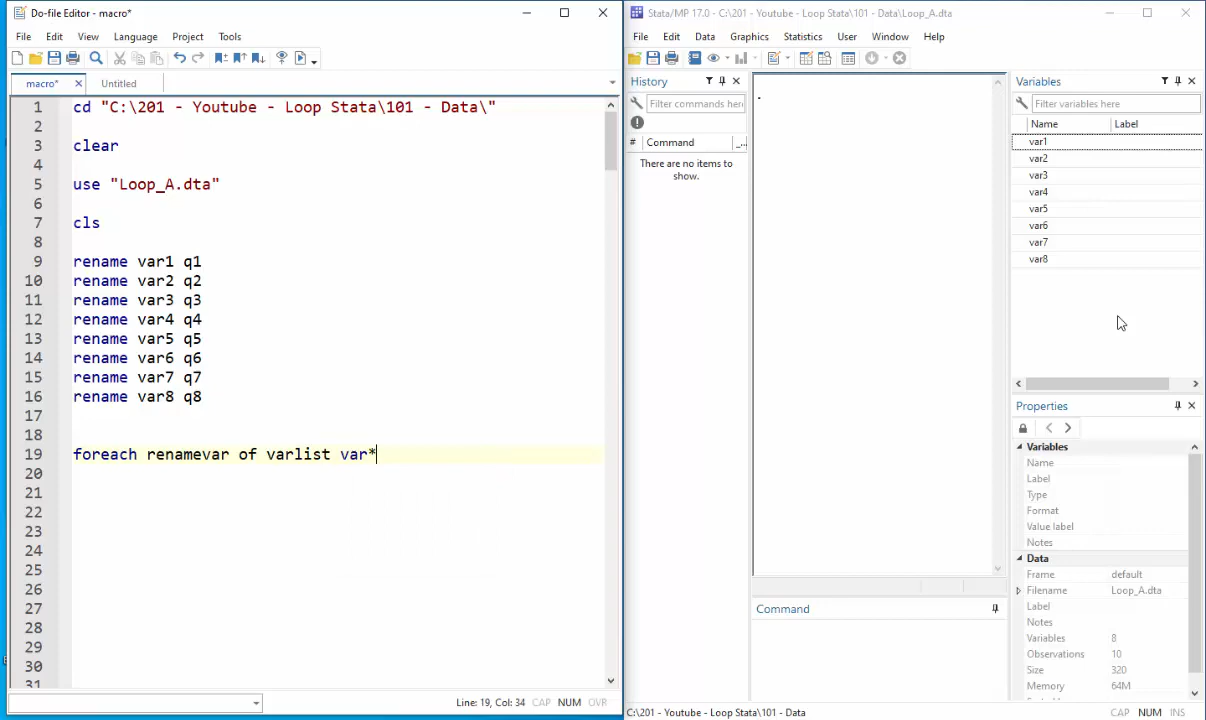 Do-file Editor - macro*
File Edit View Language Project Tools
macro* Untitled
1 cd "C:\201 - Youtube - Loop Stata\101 - Data\"
2
3 clear
4
5 use "Loop_A.dta"
6
7 cls
8
9 rename var1 q1
10 rename var2 q2
11 rename var3 q3
12 rename var4 q4
13 rename var5 q5
14 rename var6 q6
15 rename var7 q7
16 rename var8 q8
17
18
19 foreach renamevar of varlist var*
20
21
22
23
24
25
26
27
28
29
30
31
Line: 19, Col: 34 CAP NUM OVR
Stata/MP 17.0 - C:\201 - Youtube - Loop Stata\101 - Data\Loop_A.dta
File Edit Data Graphics Statistics User Window Help
History
Filter commands here
# Command _...
There are no items to
show.
.
Command
Variables
Filter variables here
Name Label
var1
var2
var3
var4
var5
var6
var7
var8
Properties
Variables
Name
Label
Type
Format
Value label
Notes
Data
Frame default
Filename Loop_A.dta
Label
Notes
Variables 8
Observations 10
Size 320
Memory 64M
C:\201 - Youtube - Loop Stata\101 - Data
CAP NUM INS